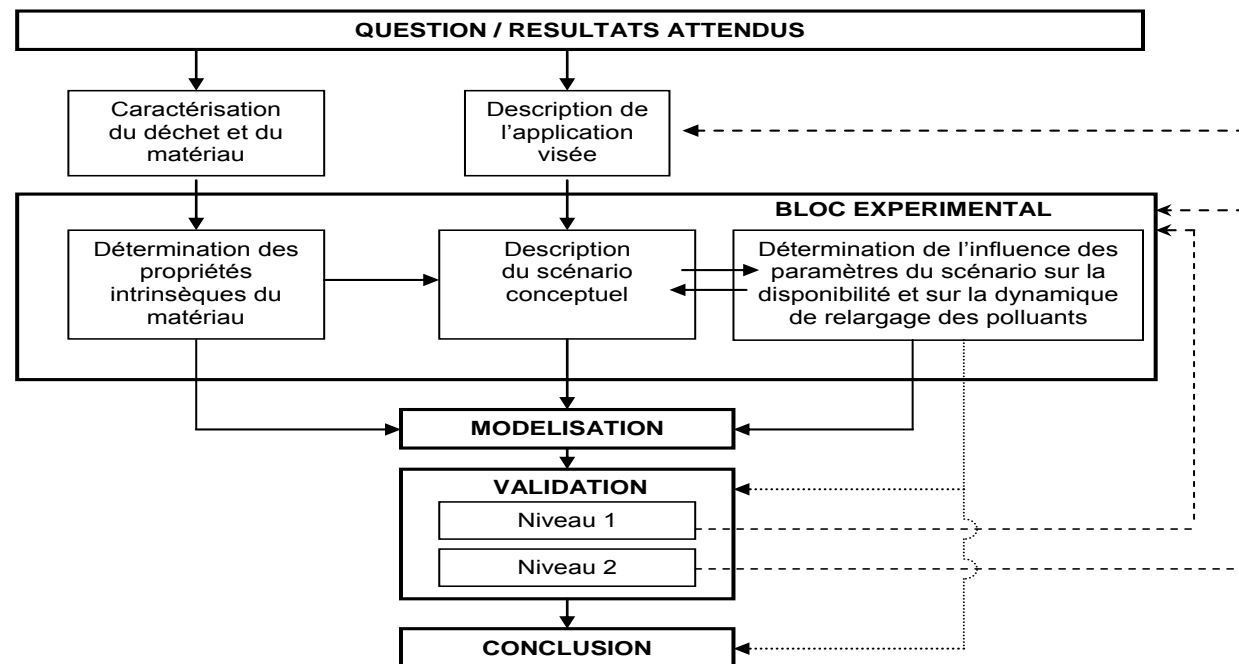 QUESTION / RESULTATS ATTENDUS
Caractérisation
du déchet et du
matériau
Description de
l’application
visée
BLOC EXPERIMENTAL
Détermination des
propriétés
intrinsèques du
matériau
Description
du scénario
conceptuel
Détermination de l’influence des
paramètres du scénario sur la
disponibilité et sur la dynamique
de relargage des polluants
MODELISATION
VALIDATION
Niveau 1
Niveau 2
CONCLUSION